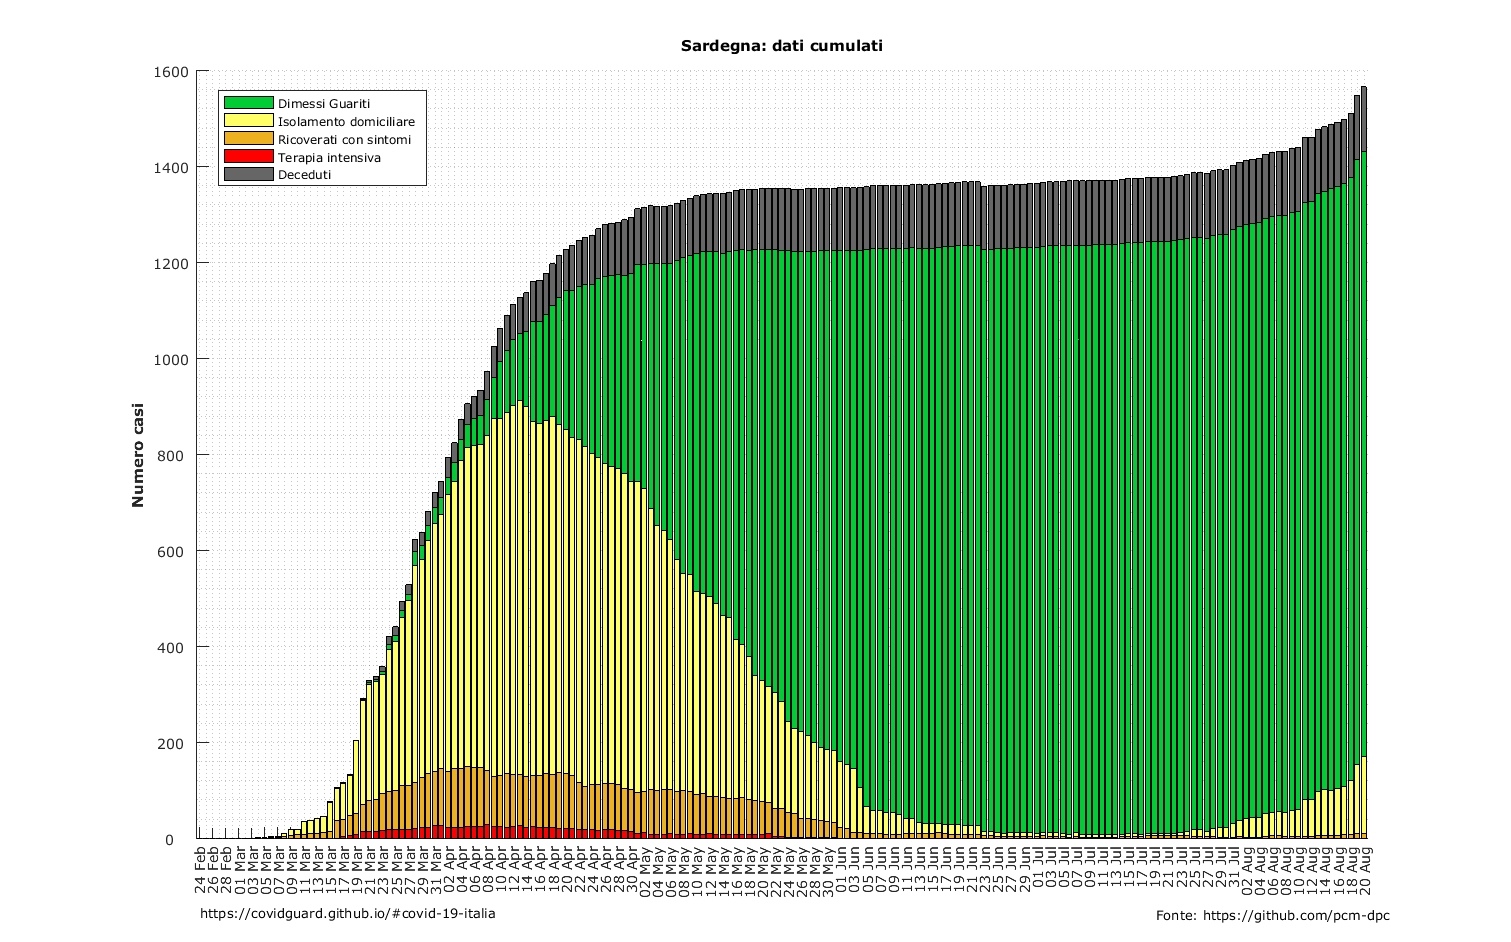 Sardegna: dati cumulati
1600
1400
1200
1000
800
600
400
200
0
Numero casi
Dimessi Guariti
Isolamento domiciliare
Ricoverati con sintomi
Terapia intensiva
Deceduti
24 Feb
26 Feb
28 Feb
01 Mar
03 Mar
05 Mar
07 Mar
09 Mar
11 Mar
13 Mar
15 Mar
17 Mar
19 Mar
21 Mar
23 Mar
25 Mar
27 Mar
29 Mar
31 Mar
02 Apr
04 Apr
06 Apr
08 Apr
10 Apr
12 Apr
14 Apr
16 Apr
18 Apr
20 Apr
22 Apr
24 Apr
26 Apr
28 Apr
30 Apr
02 May
04 May
06 May
08 May
10 May
12 May
14 May
16 May
18 May
20 May
22 May
24 May
26 May
28 May
30 May
01 Jun
03 Jun
05 Jun
07 Jun
09 Jun
11 Jun
13 Jun
15 Jun
17 Jun
19 Jun
21 Jun
23 Jun
25 Jun
27 Jun
29 Jun
01 Jul
03 Jul
05 Jul
07 Jul
09 Jul
11 Jul
13 Jul
15 Jul
17 Jul
19 Jul
21 Jul
23 Jul
25 Jul
27 Jul
29 Jul
31 Jul
02 Aug
04 Aug
06 Aug
08 Aug
10 Aug
12 Aug
14 Aug
16 Aug
18 Aug
20 Aug
https://covidguard.github.io/#covid-19-italia
Fonte: https://github.com/pcm-dpc